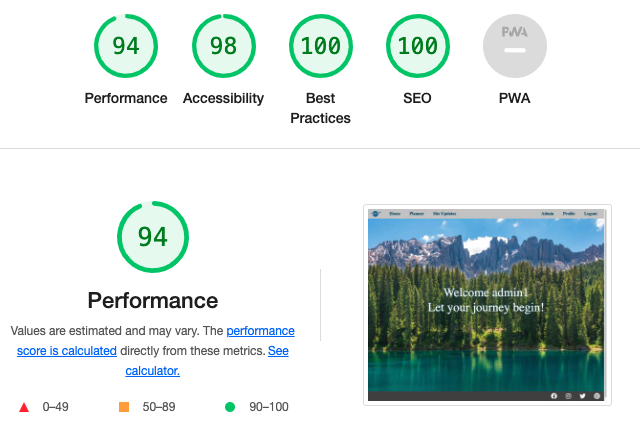 94
98
100
100
PWA
Performance
Accessibility
Best
Practices
SEO
PWA
94
Performance
Values are estimated and may vary. The performance
score is calculated directly from these metrics. See
calculator.
0–49
50–89
90–100
Home Planner Site Updates Admin Profile Logout
Welcome admin1
Let your journey begin!